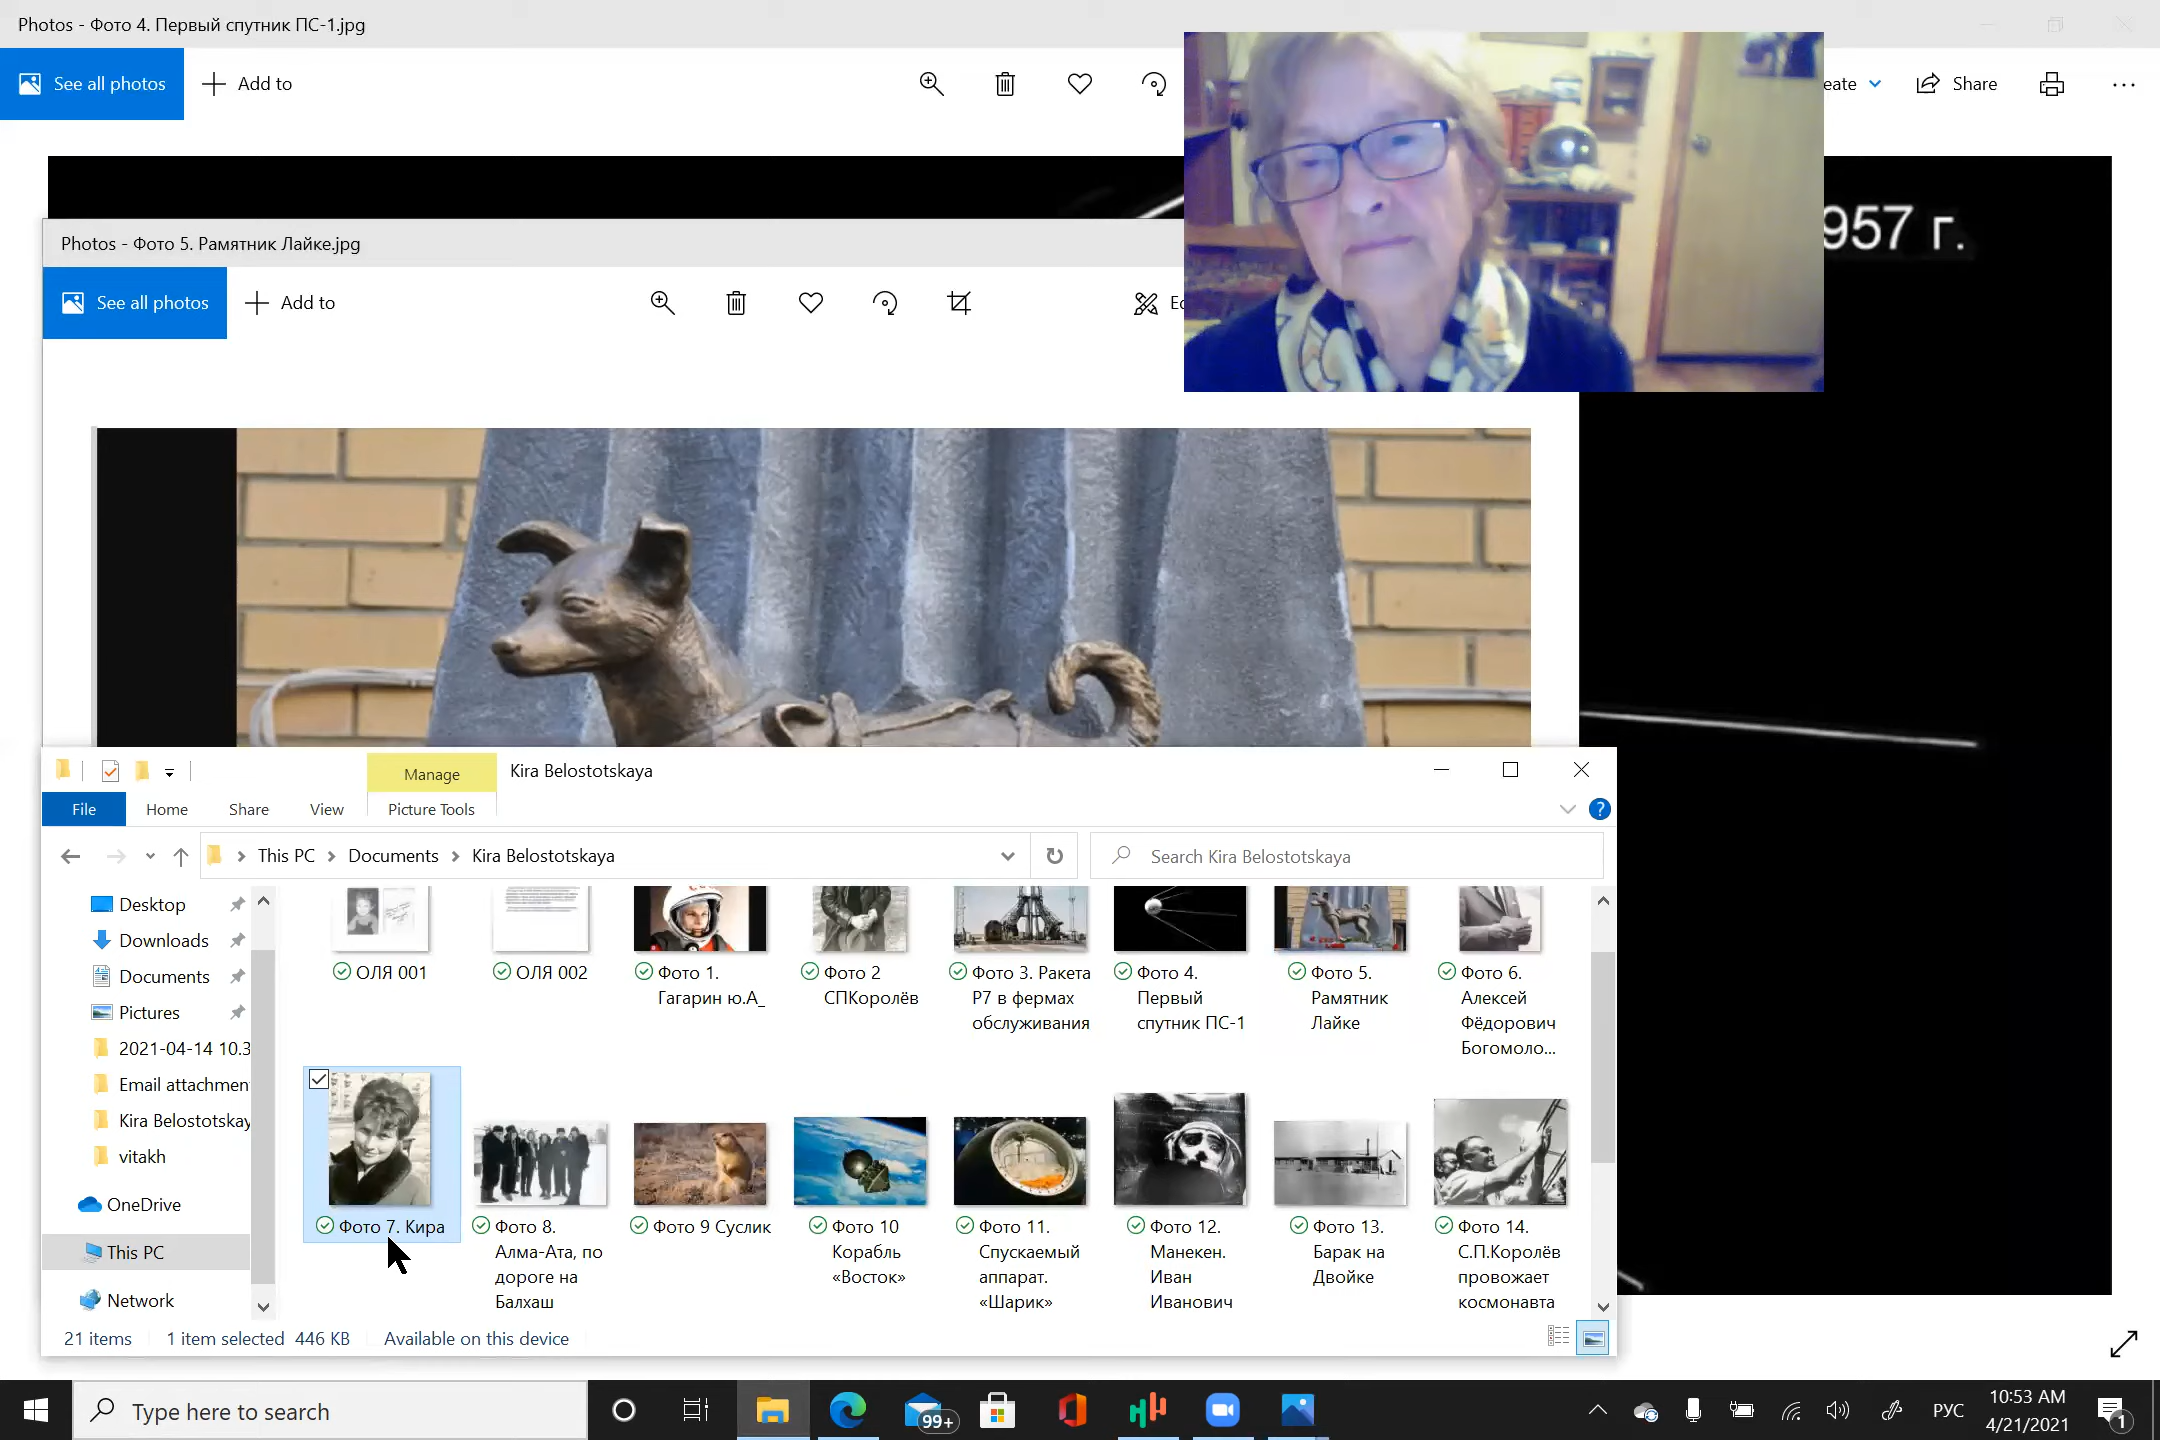 Photos - Фото 4. Первый спутник ПС-1.jpg
See all photos
Add to
eate
Share
957 г.
Photos - Фото 5. Рамятник Лайке.jpg
See all photos
Add to
Manage
Kira Belostotskaya
File
Home
Share
View
Picture Tools
This PC
Documents
Kira Belostotskaya
Search Kira Belostotskaya
Desktop
Downloads
Documents
Pictures
2021-04-14 10.3
Email attachmen
Kira Belostotskay
vitakh
OneDrive
This PC
Network
ОЛЯ 001
ОЛЯ 002
Фото 1.
Гагарин ю.А_
Фото 2
СПКоролёв
Фото 3. Ракета
Р7 в фермах
обслуживания
Фото 4.
Первый
спутник ПС-1
Фото 5.
Рамятник
Лайке
Фото 6.
Алексей
Фёдорович
Богомоло...
Фото 7. Кира
Фото 8.
Алма-Ата, по
дороге на
Балхаш
Фото 9 Суслик
Фото 10
Корабль
«Восток»
Фото 11.
Спускаемый
аппарат.
«Шарик»
Фото 12.
Манекен.
Иван
Иванович
Фото 13.
Барак на
Двойке
Фото 14.
С.П.Королёв
провожает
космонавта
21 items
1 item selected 446 KB
Available on this device
Type here to search
99+
РУС
10:53 AM
4/21/2021
1